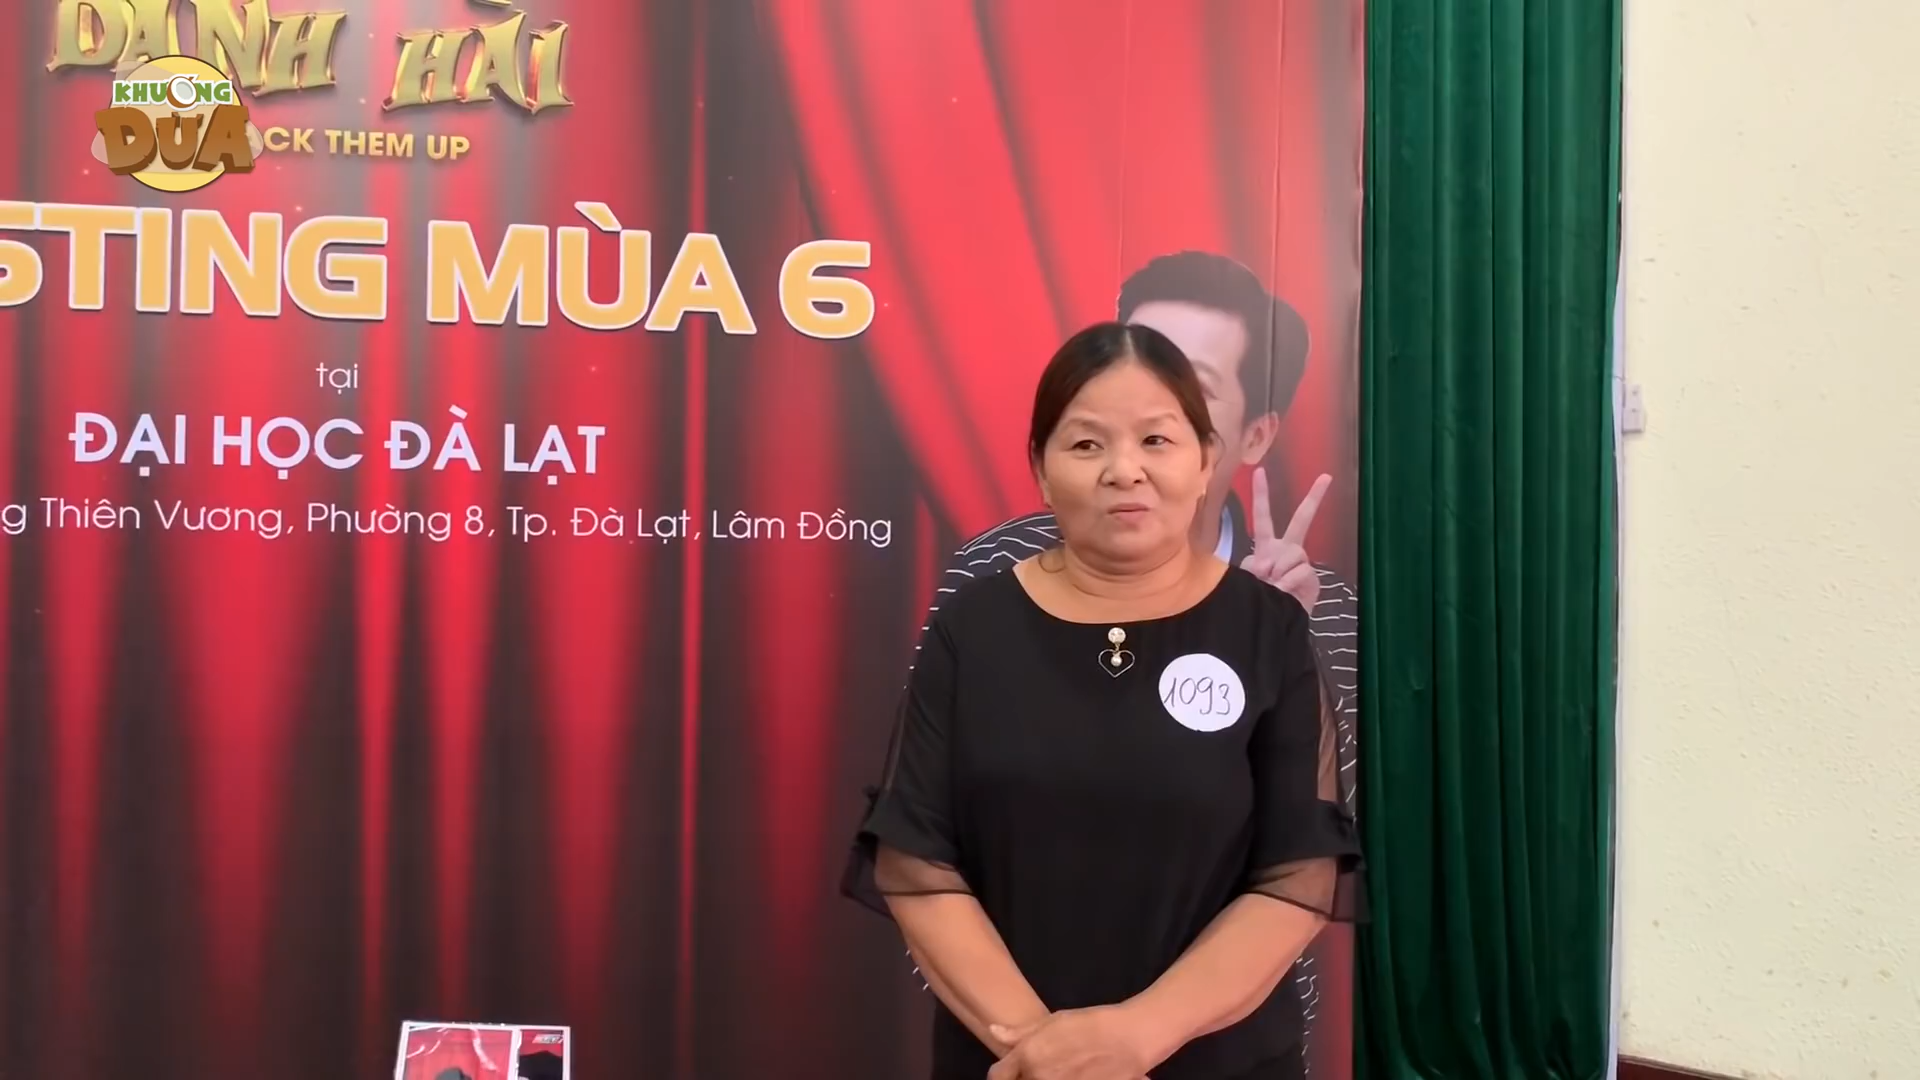 DANH HÀI
KHƯƠNG
DỪA
CK THEM UP
STING MÙA 6
tại
ĐẠI HỌC ĐÀ LẠT
g Thiên Vương, Phường 8, Tp. Đà Lạt, Lâm Đồng
1093